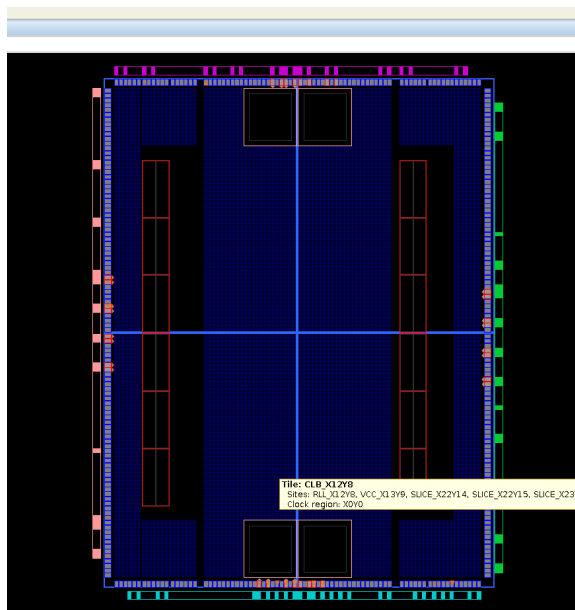 Tile: CLB_X12Y8
Sites: RLL_X12Y8, VCC_X13Y9, SLICE_X22Y14, SLICE_X22Y15, SLICE_X23
Clock region: X0Y0